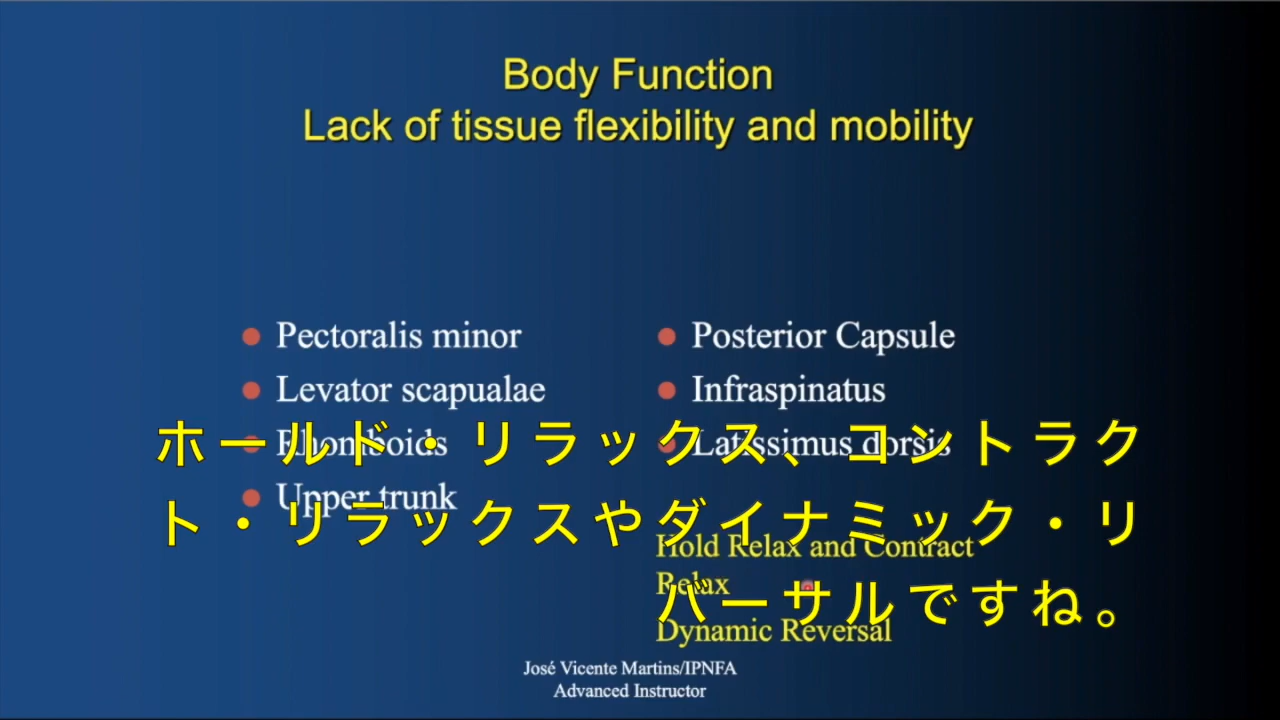 Body Function
Lack of tissue flexibility and mobility
Pectoralis minor
Levator scapualae
Rhomboids
Upper trunk
Posterior Capsule
Infraspinatus
Latissimus dorsis
Hold Relax and Contract
Relax
Dynamic Reversal
ホールド・リラックス、コントラク
ト・リラックスやダイナミック・リ
バーサルですね。
José Vicente Martins/IPNFA
Advanced Instructor